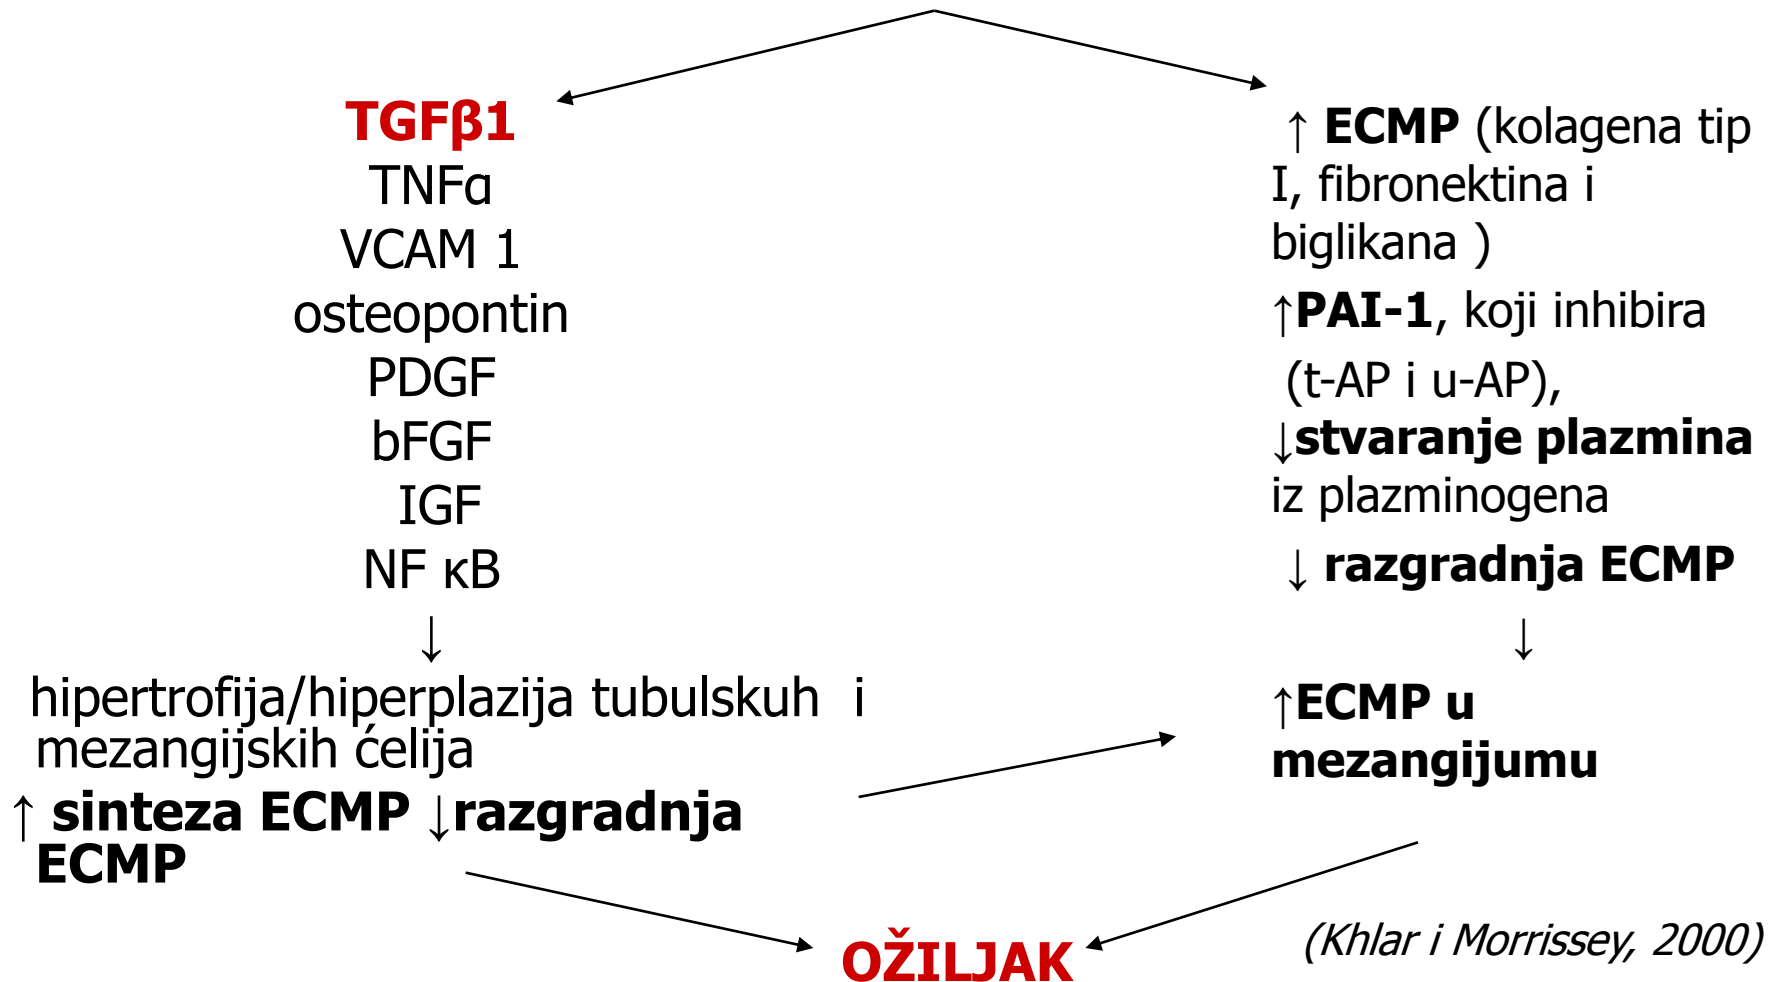 TGFβ1
TNFα
VCAM 1
osteopontin
PDGF
bFGF
IGF
NF κB
↓
hipertrofija/hiperplazija tubulskuh i
mezangijskih ćelija
↑ sinteza ECMP ↓razgradnja
ECMP
↑ ECMP (kolagena tip
I, fibronektina i
biglikana )
↑PAI-1, koji inhibira
(t-AP i u-AP),
↓stvaranje plazmina
iz plazminogena
↓ razgradnja ECMP
↓
↑ECMP u
mezangijumu
OŽILJAK
(Khlar i Morrissey, 2000)